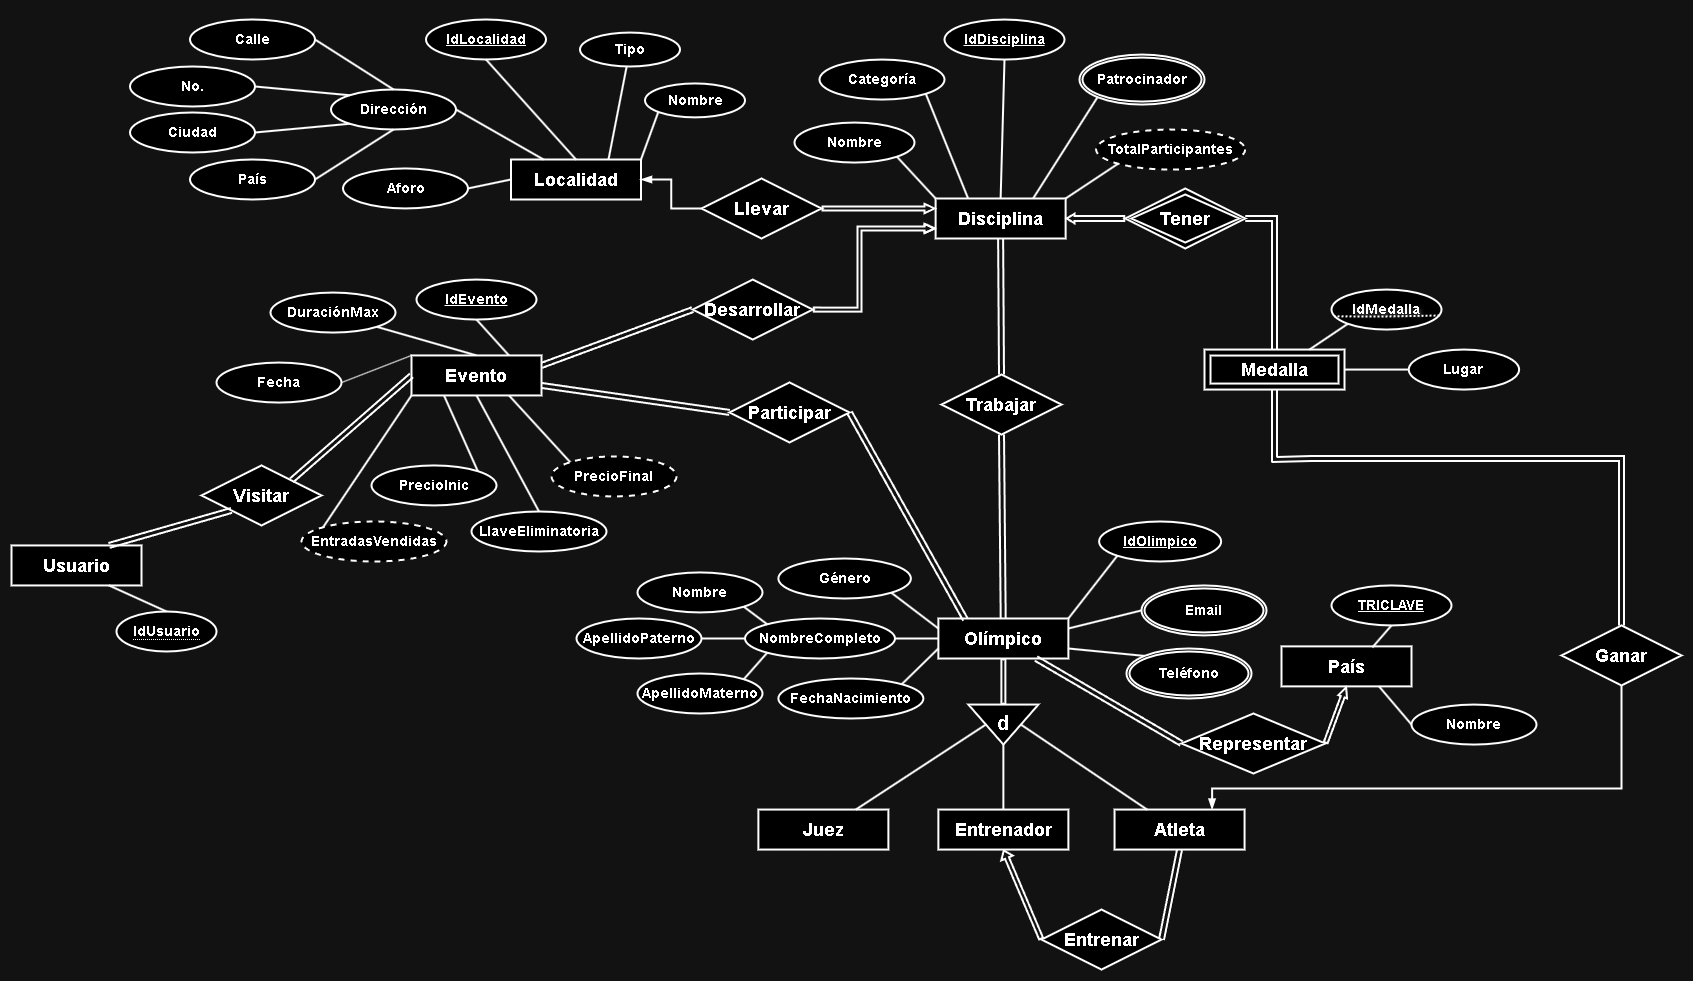 Calle
IdLocalidad
Tipo
IdDisciplina
Categoría
Patrocinador
No.
Dirección
Nombre
Ciudad
Nombre
TotalParticipantes
País
Aforo
Localidad
Llevar
Disciplina
Tener
DuraciónMax
IdEvento
Desarrollar
IdMedalla
Fecha
Evento
Medalla
Lugar
Participar
Trabajar
Visitar
PrecioInic
PrecioFinal
EntradasVendidas
LlaveEliminatoria
IdOlimpico
Usuario
Género
Nombre
Email
TRICLAVE
IdUsuario
ApellidoPaterno
NombreCompleto
Olímpico
Teléfono
País
Ganar
ApellidoMaterno
FechaNacimiento
d
Representar
Nombre
Juez
Entrenador
Atleta
Entrenar